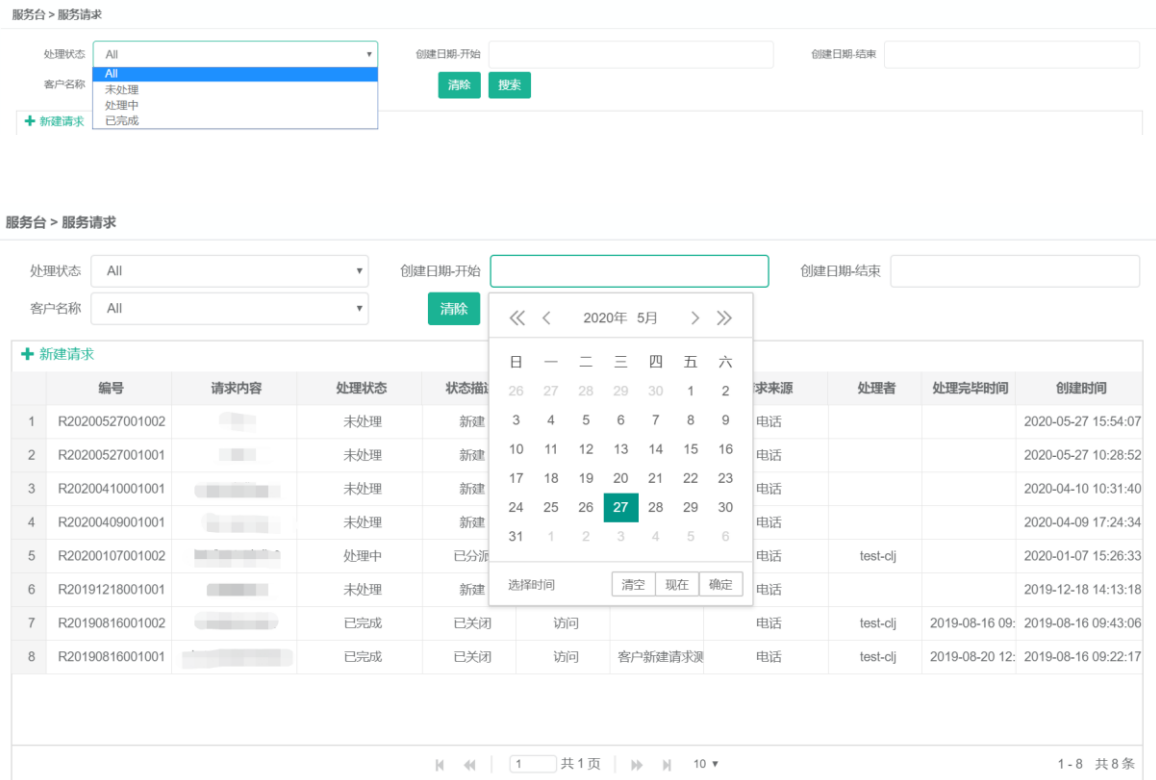 服务台 > 服务请求
处理状态 All 创建日期-开始 创建日期-结束
All
客户名称 清除 搜索
未处理
处理中
已完成
新建请求
服务台 > 服务请求
处理状态 All 创建日期-开始 创建日期-结束
客户名称 All 清除
2020年 5月
日 一 二 三 四 五 六
26 27 28 29 30 1 2
3 4 5 6 7 8 9
10 11 12 13 14 15 16
17 18 19 20 21 22 23
24 25 26 27 28 29 30
31 1 2 3 4 5 6
选择时间 清空 现在 确定
新建请求
编号 请求内容 处理状态 状态描 求来源 处理者 处理完毕时间 创建时间
1 R20200527001002 未处理 新建 电话 2020-05-27 15:54:07
2 R20200527001001 未处理 新建 电话 2020-05-27 10:28:52
3 R20200410001001 未处理 新建 电话 2020-04-10 10:31:40
4 R20200409001001 未处理 新建 电话 2020-04-09 17:24:34
5 R20200107001002 处理中 已分派 电话 test-clj 2020-01-07 15:26:33
6 R20191218001001 未处理 新建 电话 2019-12-18 14:13:18
7 R20190816001002 已完成 已关闭 访问 电话 test-clj 2019-08-16 09: 2019-08-16 09:43:06
8 R20190816001001 已完成 已关闭 访问 客户新建请求测 电话 test-clj 2019-08-20 12: 2019-08-16 09:22:17
1 共1页 10 1 - 8 共8条